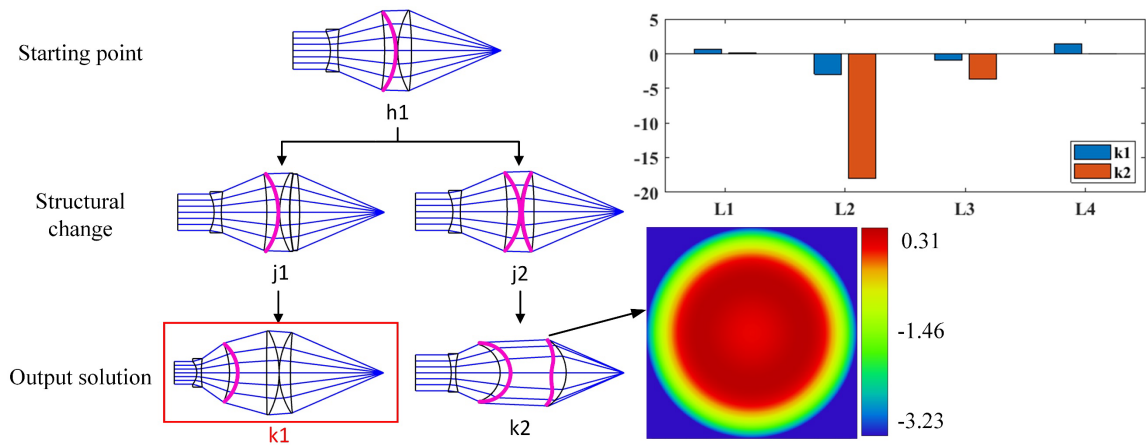 Starting point
h1
Structural
change
j1
j2
Output solution
k1
k2
5
0
-5
-10
-15
-20
L1
L2
L3
L4
k1
k2
0.31
-1.46
-3.23